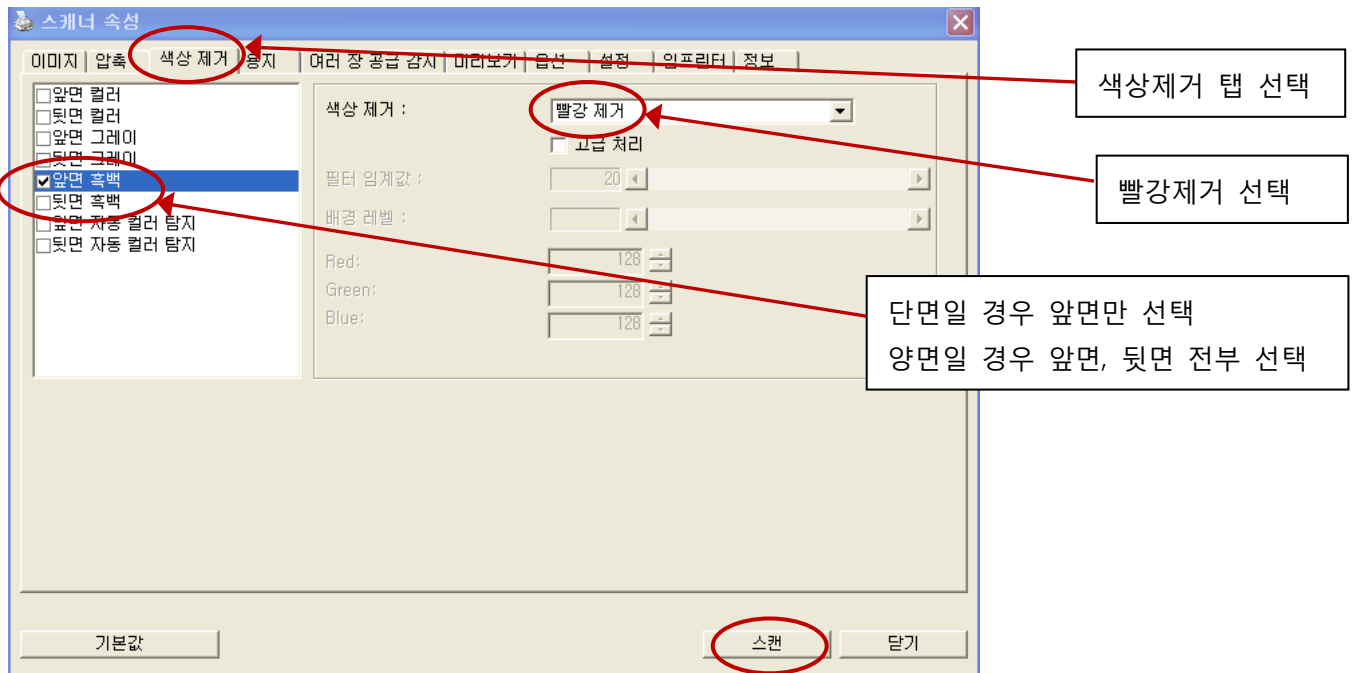 스캐너 속성
이미지 압축 색상 제거 용지 여러 장 공급 감지 미리보기 옵션 설정 임프린터 정보
앞면 컬러
뒷면 컬러
앞면 그레이
뒷면 그레이
앞면 흑백
뒷면 흑백
앞면 자동 컬러 탐지
뒷면 자동 컬러 탐지
색상 제거 : 빨강 제거
고급 처리
필터 임계값 : 20
배경 레벨 :
Red: 128
Green: 128
Blue: 128
색상제거 탭 선택
빨강제거 선택
단면일 경우 앞면만 선택
양면일 경우 앞면, 뒷면 전부 선택
기본값 스캔 닫기